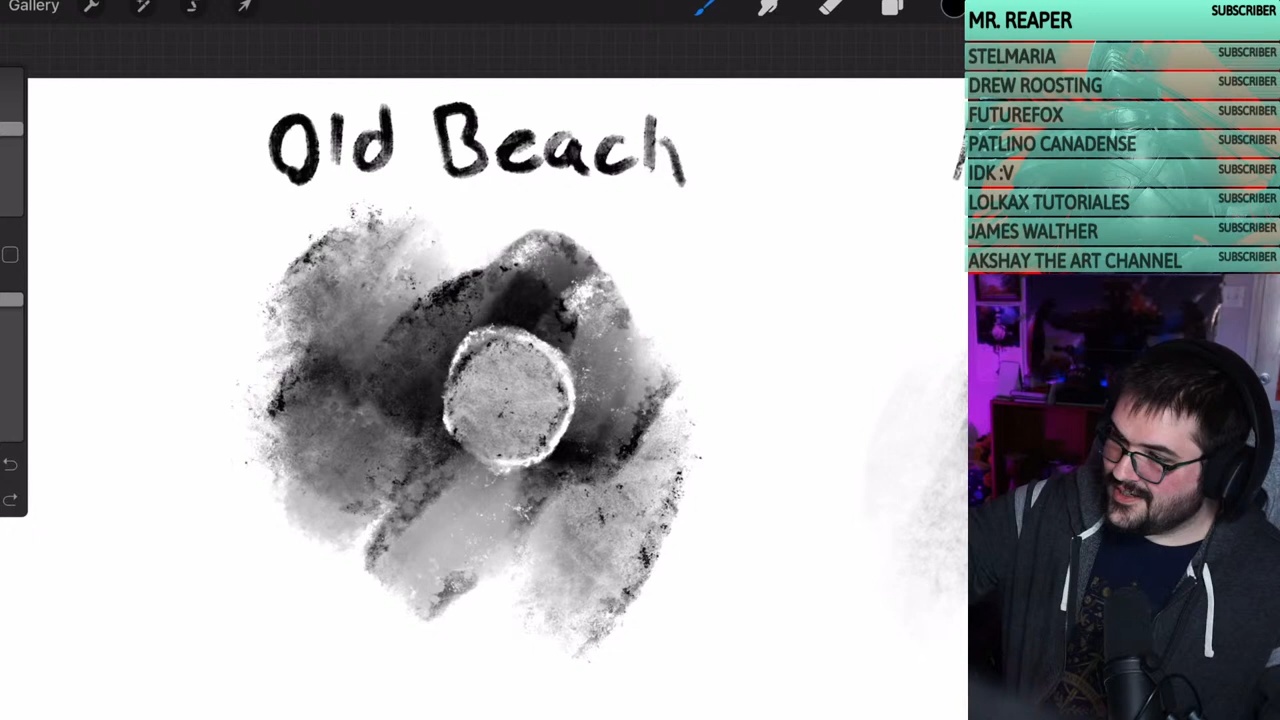 Gallery
Old Beach
MR. REAPER SUBSCRIBER
STELMARIA SUBSCRIBER
DREW ROOSTING SUBSCRIBER
FUTUREFOX SUBSCRIBER
PATLINO CANADENSE SUBSCRIBER
IDK :V SUBSCRIBER
LOLKAX TUTORIALES SUBSCRIBER
JAMES WALTHER SUBSCRIBER
AKSHAY THE ART CHANNEL SUBSCRIBER